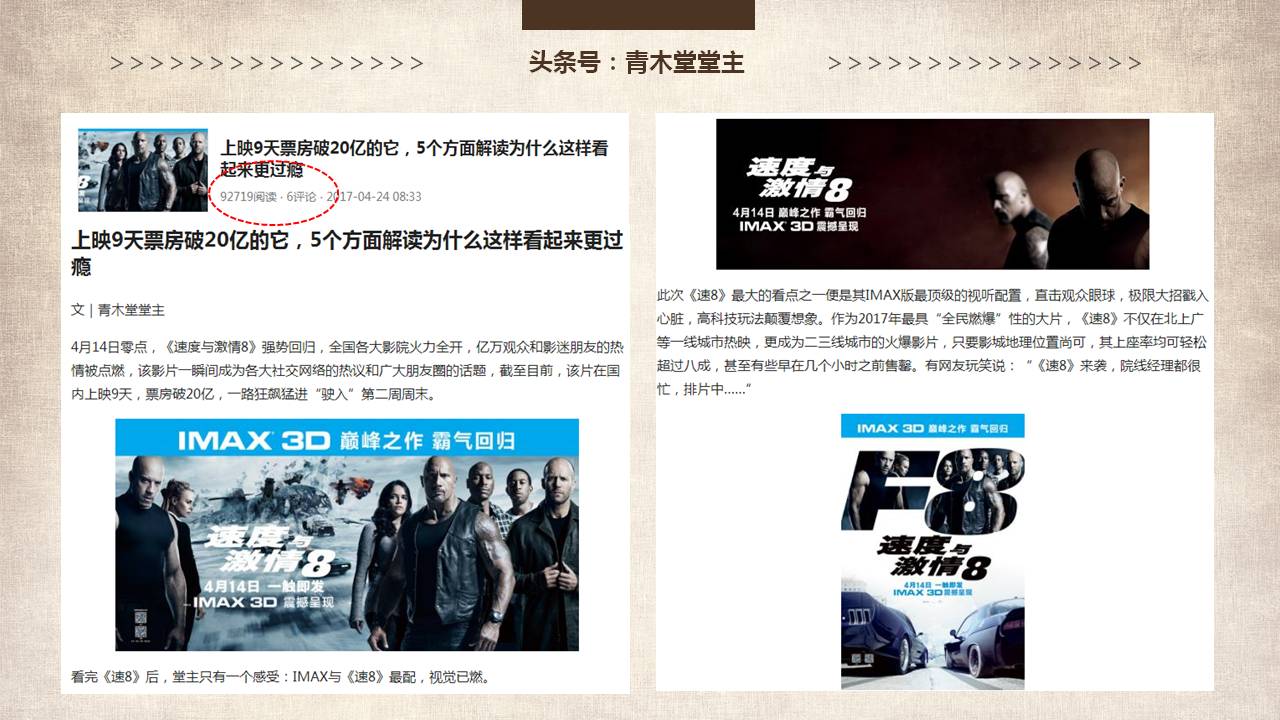 头条号：青木堂堂主
> > > > > > > > > > > > > > > >
> > > > > > > > > > > > > > > >
上映9天票房破20亿的它，5个方面解读为什么这样看
起来更过瘾
92719阅读 · 6评论 · 2017-04-24 08:33
上映9天票房破20亿的它，5个方面解读为什么这样看起来更过
瘾
文 | 青木堂堂主
4月14日零点，《速度与激情8》强势回归，全国各大影院火力全开，亿万观众和影迷朋友的热
情被点燃，该影片一瞬间成为各大社交网络的热议和广大朋友圈的话题，截至目前，该片在国
内上映9天，票房破20亿，一路狂飙猛进“驶入”第二周周末。
IMAX 3D 巅峰之作 霸气回归
速度与
激情8
4月14日 一触即发
IMAX 3D 震撼呈现
看完《速8》后，堂主只有一个感受：IMAX与《速8》最配，视觉已燃。
速度与
激情8
4月14日 巅峰之作 霸气回归
IMAX 3D 震撼呈现
此次《速8》最大的看点之一便是其IMAX版最顶级的视听配置，直击观众眼球，极限大招戳入
心脏，高科技玩法颠覆想象。作为2017年最具“全民燃爆”性的大片，《速8》不仅在北上广
等一线城市热映，更成为二三线城市的火爆影片，只要影城地理位置尚可，其上座率均可轻松
超过八成，甚至有些早在几个小时之前售罄。有网友玩笑说：“《速8》来袭，院线经理都很
忙，排片中......”
IMAX 3D 巅峰之作 霸气回归
F8
速度与
激情8
4月14日 一触即发
IMAX 3D 震撼呈现